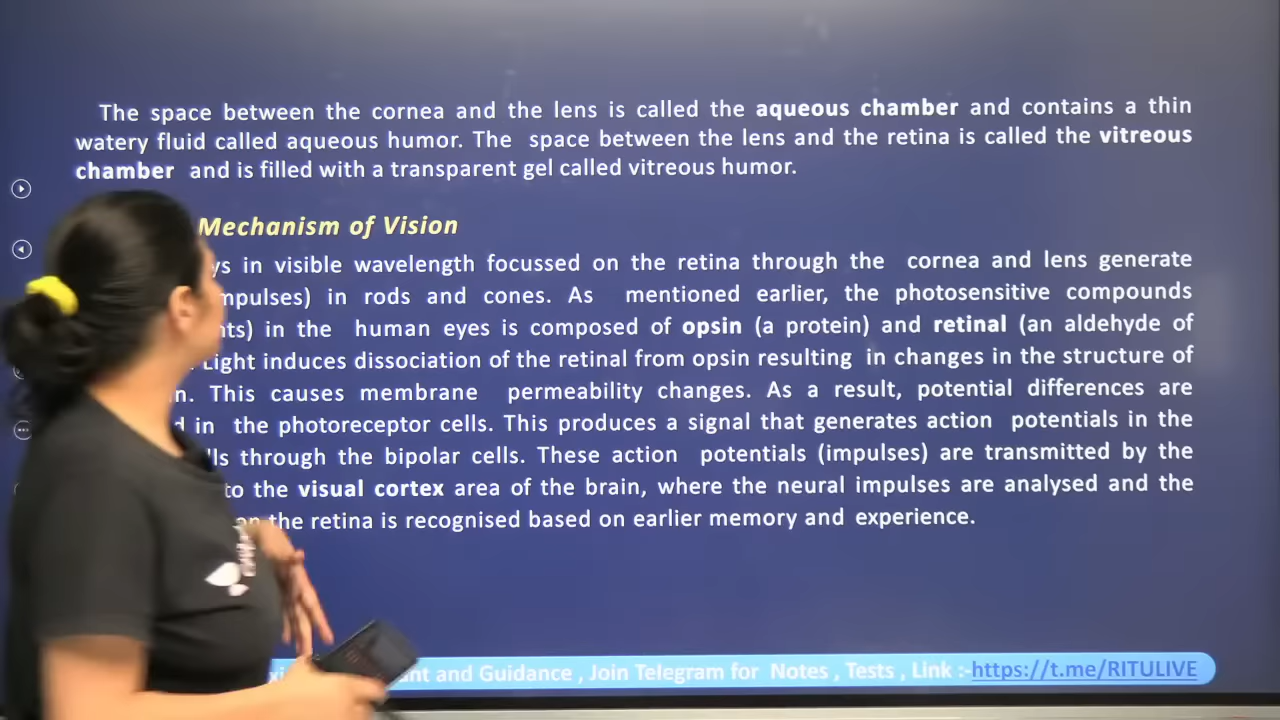 The space between the cornea and the lens is called the aqueous chamber and contains a thin
watery fluid called aqueous humor. The space between the lens and the retina is called the vitreous
chamber and is filled with a transparent gel called vitreous humor.
Mechanism of Vision
in visible wavelength focussed on the retina through the cornea and lens generate
in rods and cones. As mentioned earlier, the photosensitive compounds
in the human eyes is composed of opsin (a protein) and retinal (an aldehyde of
Light induces dissociation of the retinal from opsin resulting in changes in the structure of
This causes membrane permeability changes. As a result, potential differences are
in the photoreceptor cells. This produces a signal that generates action potentials in the
through the bipolar cells. These action potentials (impulses) are transmitted by the
to the visual cortex area of the brain, where the neural impulses are analysed and the
on the retina is recognised based on earlier memory and experience.
and Guidance , Join Telegram for Notes , Tests , Link :-https://t.me/RITULIVE